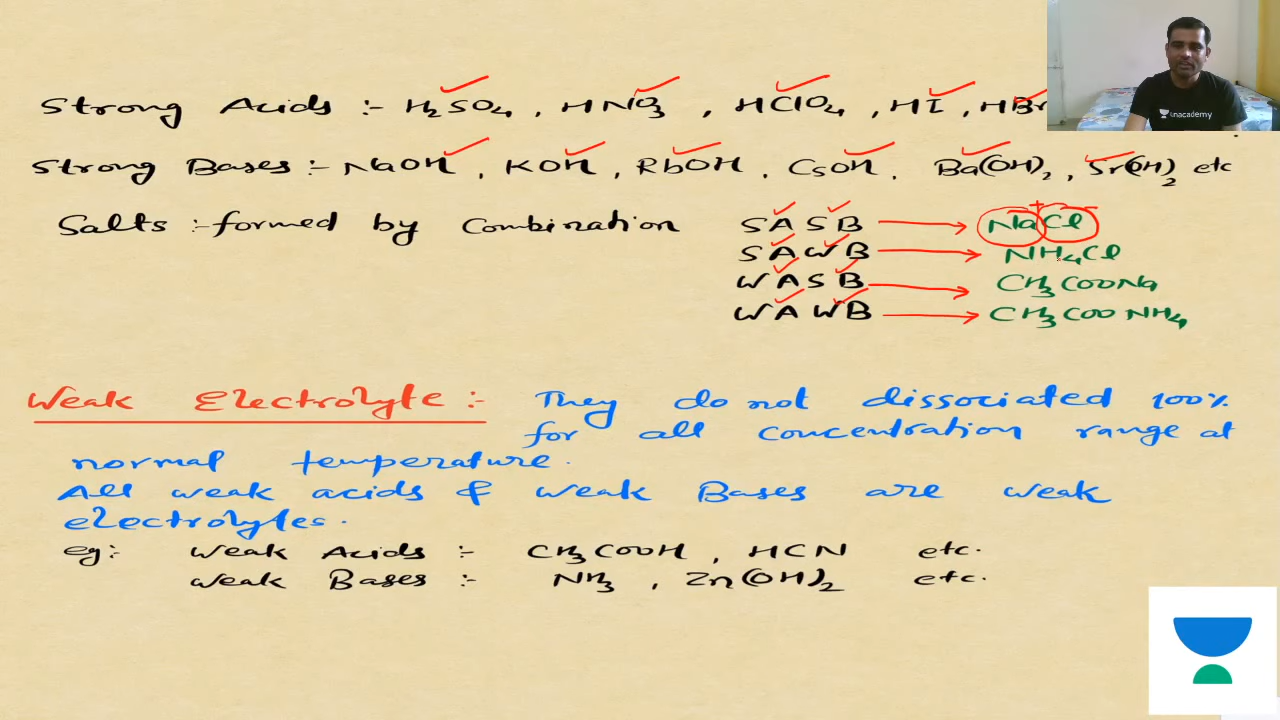 Strong Acids :- H₂SO₄, HNO₃, HClO₄, HI, HBr
unacademy
Strong Bases :- NaOH, KOH, RbOH, CsOH, Ba(OH)₂, Sr(OH)₂ etc
Salts :- formed by Combination SASB → Na⁺Cl⁻
SAWB → NH₄Cl
WASB → CH₃COONa
WAWB → CH₃COONH₄
Weak Electrolyte :- They do not dissociated 100%
for all concentration range at
normal temperature.
All weak acids & weak Bases are weak
electrolytes.
eg:- Weak Acids :- CH₃COOH, HCN etc.
Weak Bases :- NH₃, Zn(OH)₂ etc.